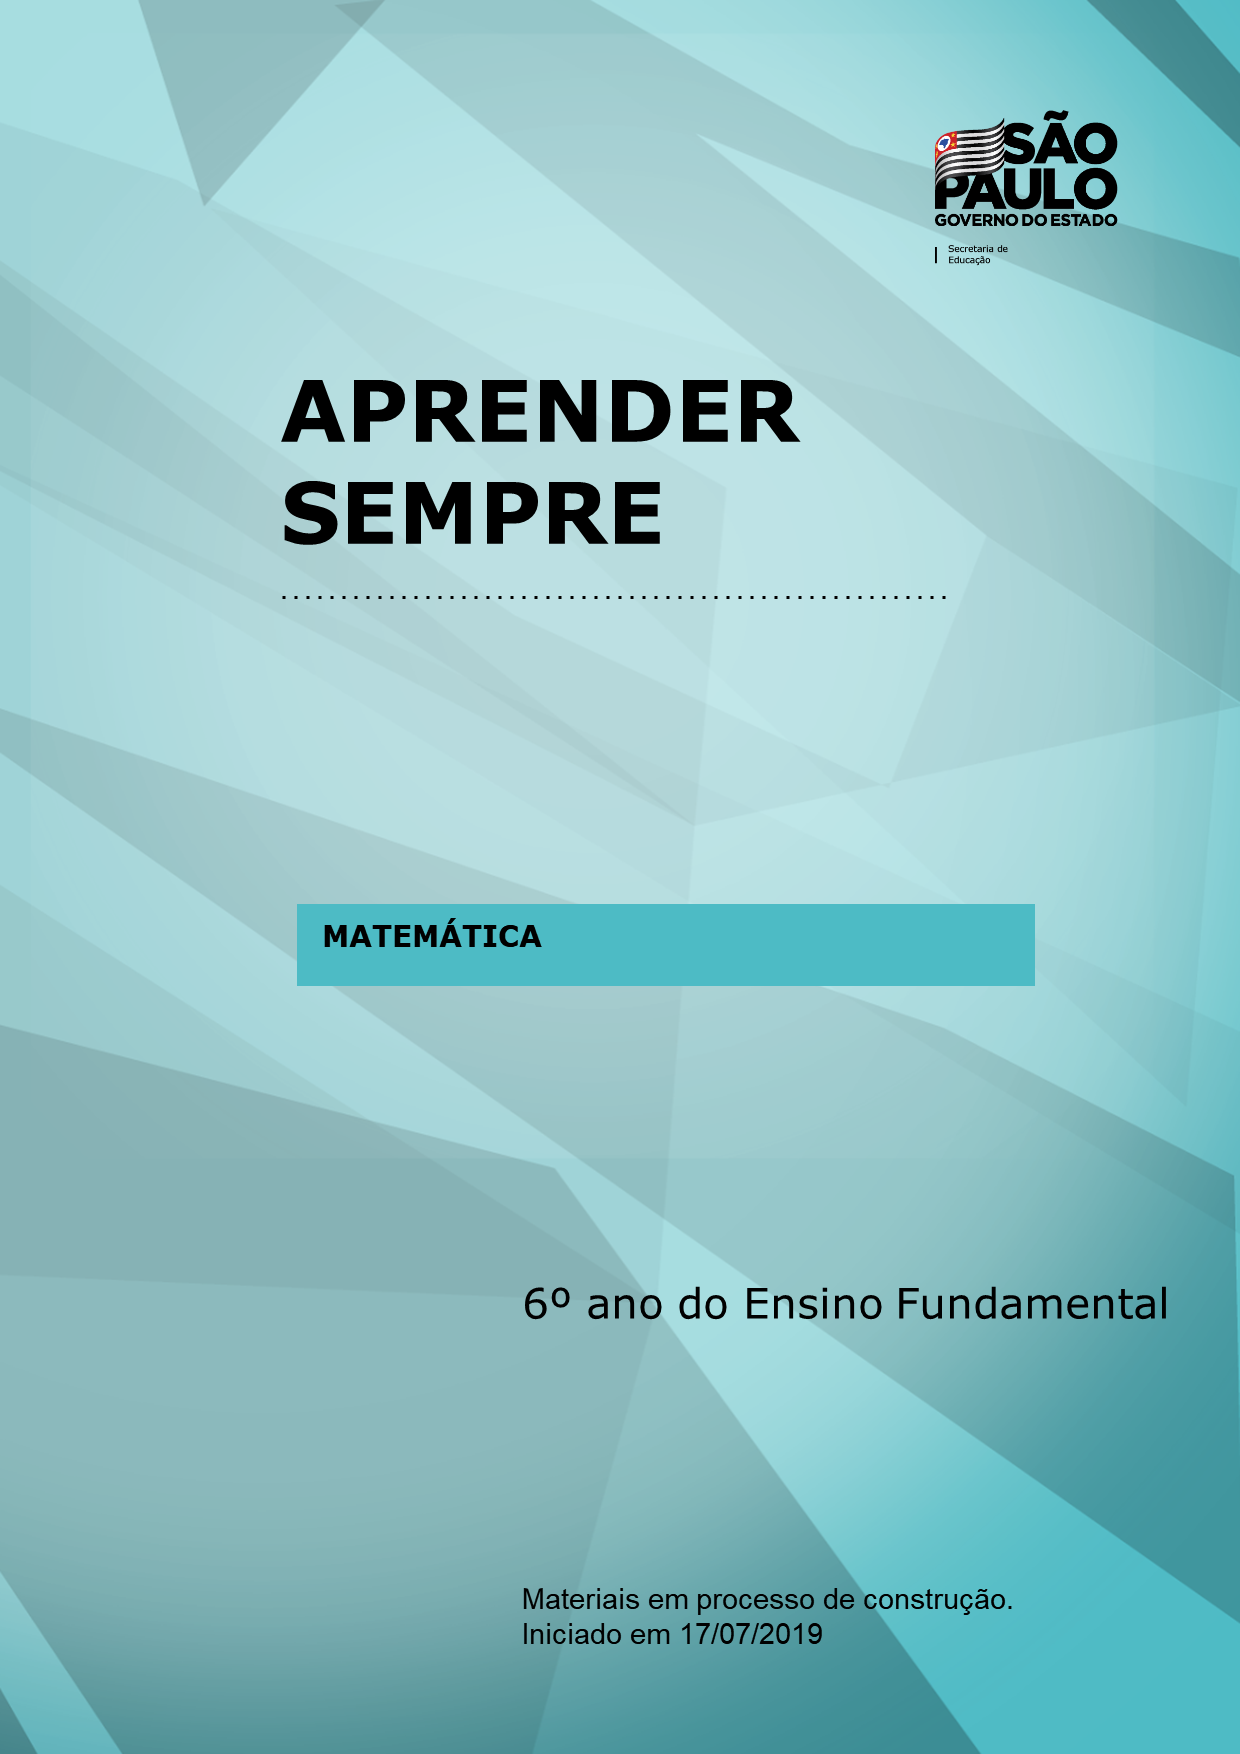 SÃO
PAULO
GOVERNO DO ESTADO
Secretaria de
Educação
APRENDER
SEMPRE
MATEMÁTICA
6º ano do Ensino Fundamental
Materiais em processo de construção.
Iniciado em 17/07/2019